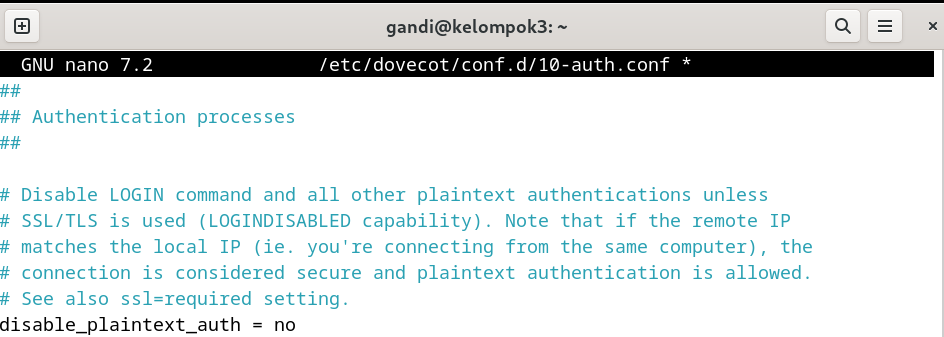 gandi@kelompok3: ~
GNU nano 7.2 /etc/dovecot/conf.d/10-auth.conf *
##
## Authentication processes
##
# Disable LOGIN command and all other plaintext authentications unless
# SSL/TLS is used (LOGINDISABLED capability). Note that if the remote IP
# matches the local IP (ie. you're connecting from the same computer), the
# connection is considered secure and plaintext authentication is allowed.
# See also ssl=required setting.
disable_plaintext_auth = no